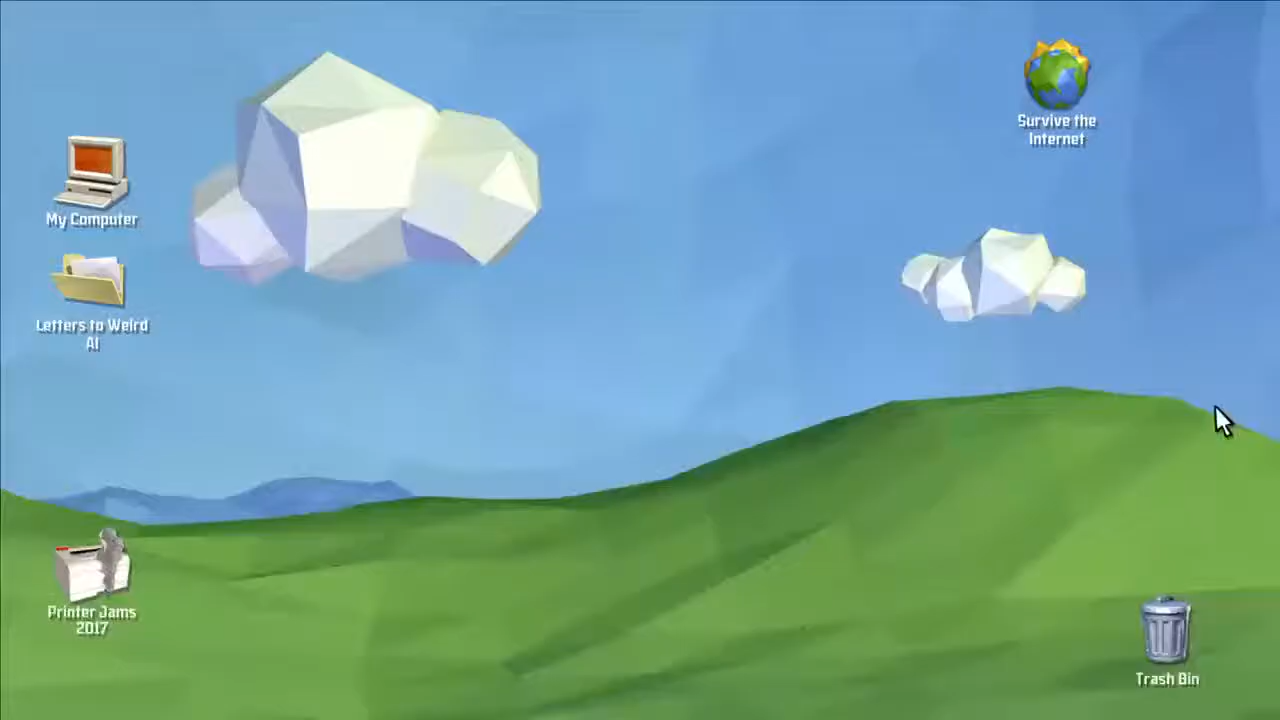 Survive the
Internet
My Computer
Letters to Weird
Al
Printer Jams
2017
Trash Bin